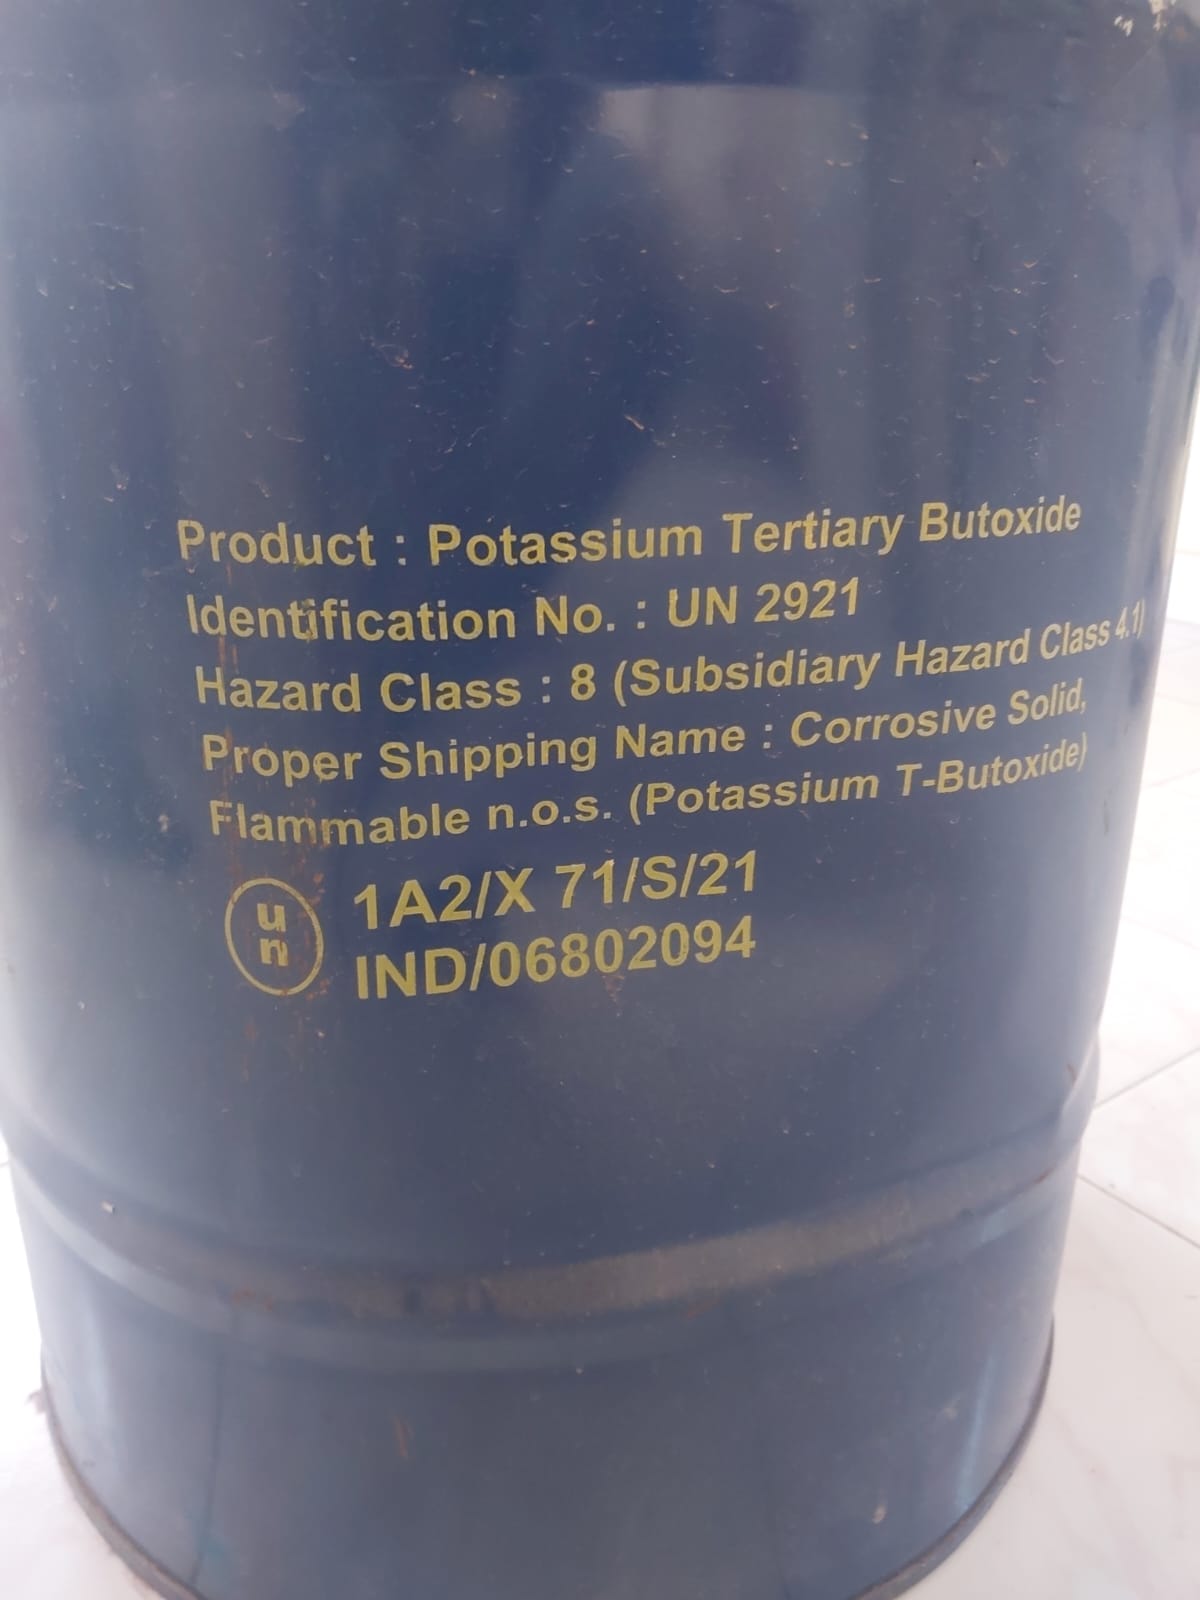 Product : Potassium Tertiary Butoxide
Identification No. : UN 2921
Hazard Class : 8 (Subsidiary Hazard Class 4.1)
Proper Shipping Name : Corrosive Solid,
Flammable n.o.s. (Potassium T-Butoxide)
un
1A2/X 71/S/21
IND/06802094